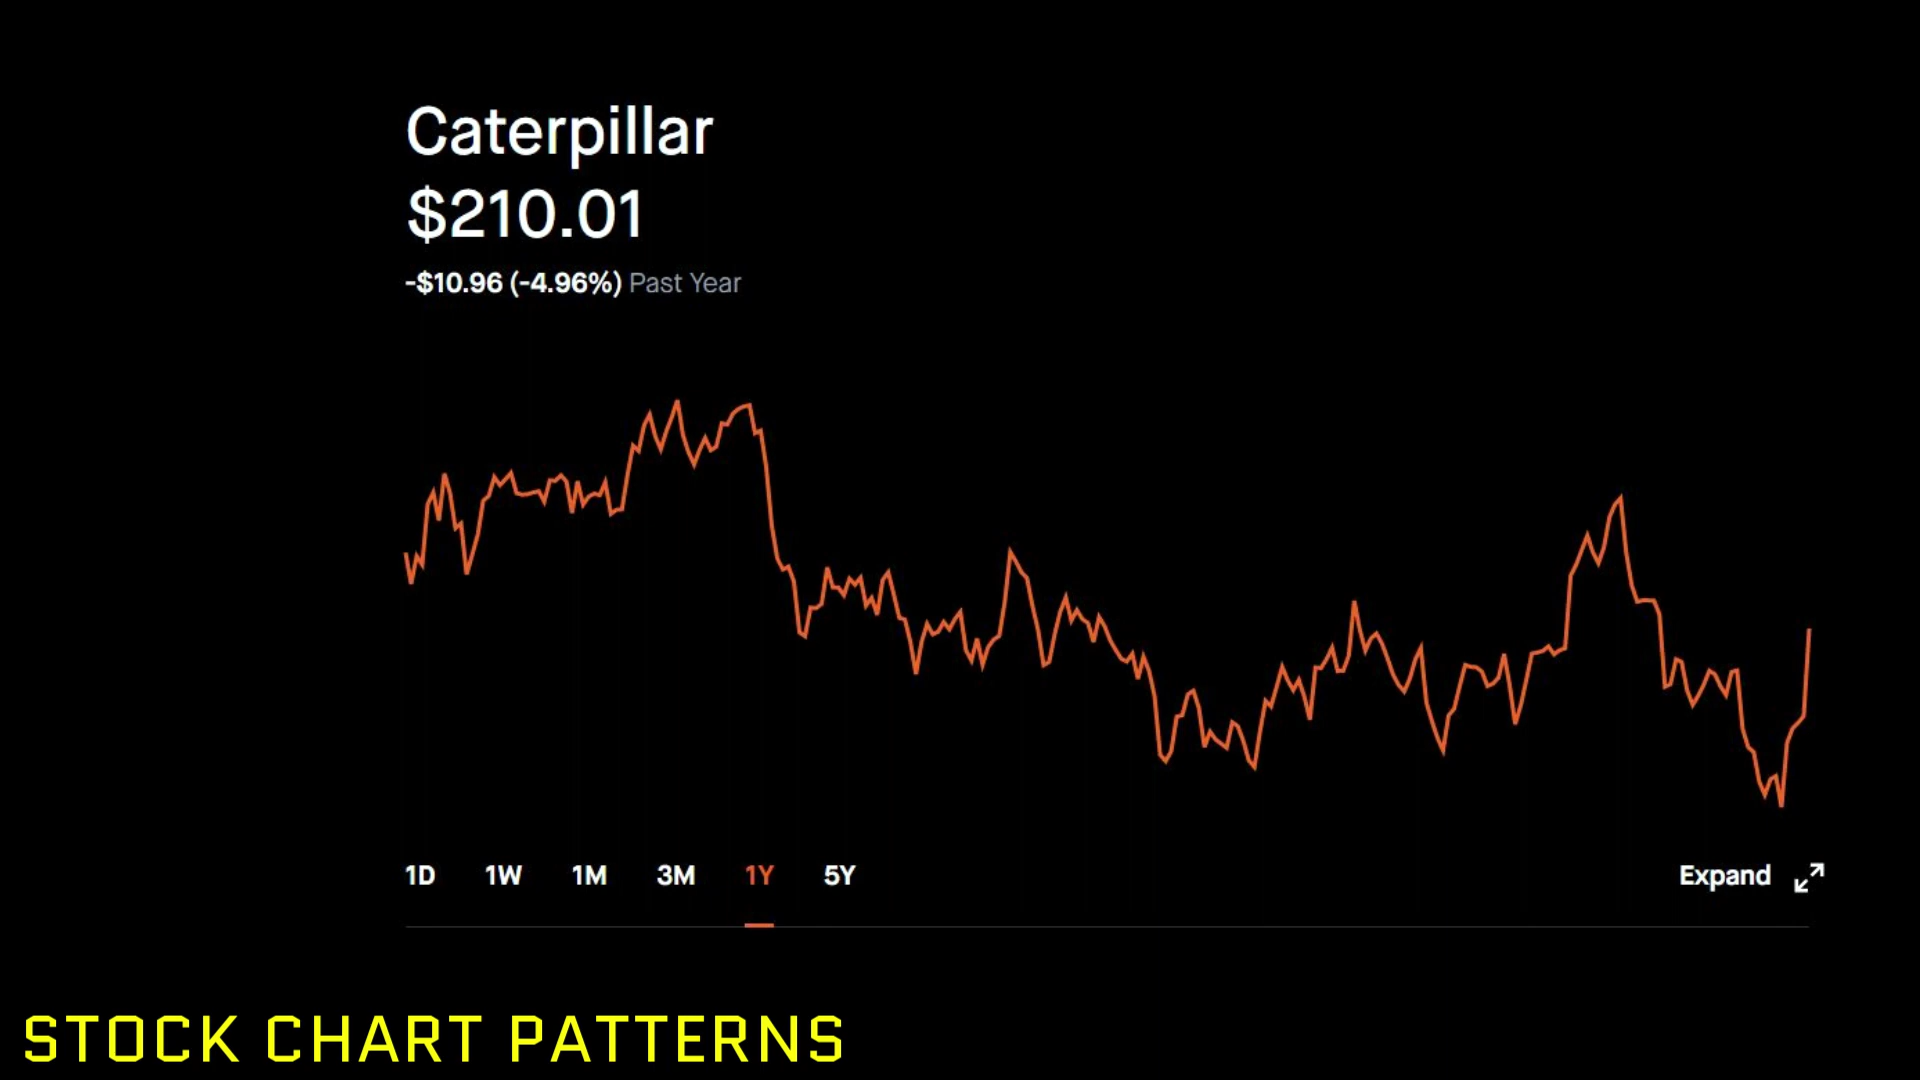 Caterpillar
$210.01
-$10.96 (-4.96%) Past Year
1D 1W 1M 3M 1Y 5Y Expand
STOCK CHART PATTERNS